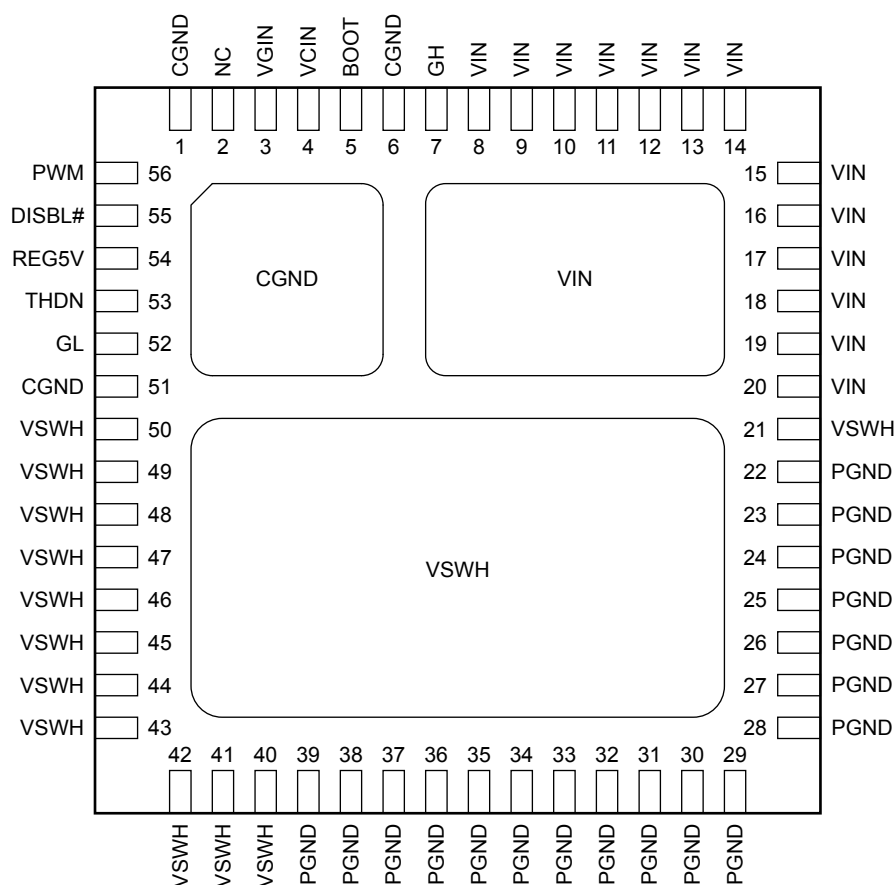 CGND NC VGIN VCIN BOOT CGND GH VIN VIN VIN VIN VIN VIN VIN
1 2 3 4 5 6 7 8 9 10 11 12 13 14
PWM 56 15 VIN
DISBL# 55 16 VIN
REG5V 54 17 VIN
THDN 53 18 VIN
GL 52 19 VIN
CGND 51 20 VIN
CGND VIN
VSWH 50 21 VSWH
VSWH 49 22 PGND
VSWH 48 23 PGND
VSWH 47 24 PGND
VSWH 46 25 PGND
VSWH 45 26 PGND
VSWH 44 27 PGND
VSWH 43 28 PGND
VSWH
42 41 40 39 38 37 36 35 34 33 32 31 30 29
VSWH VSWH VSWH PGND PGND PGND PGND PGND PGND PGND PGND PGND PGND PGND